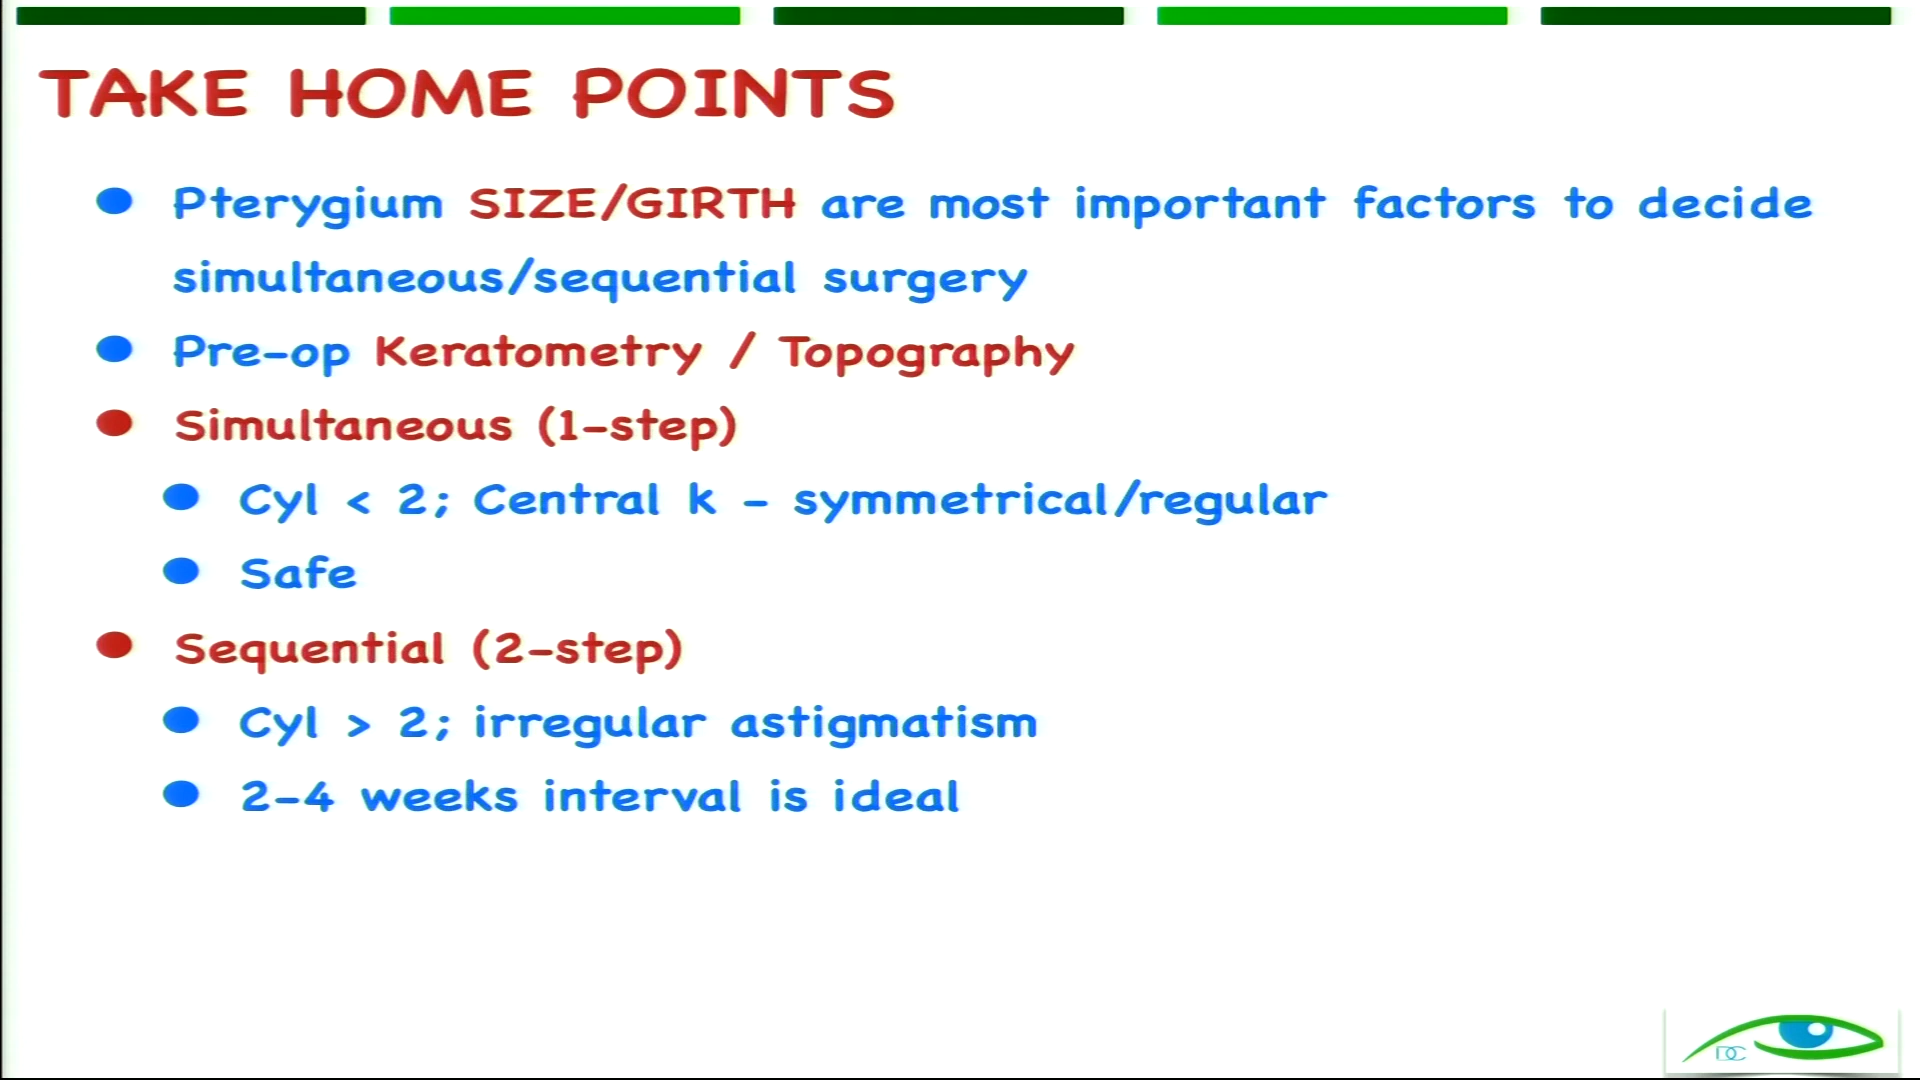 TAKE HOME POINTS
Pterygium SIZE/GIRTH are most important factors to decide
simultaneous/sequential surgery
Pre-op Keratometry / Topography
Simultaneous (1-step)
Cyl < 2; Central k - symmetrical/regular
Safe
Sequential (2-step)
Cyl > 2; irregular astigmatism
2-4 weeks interval is ideal
DC